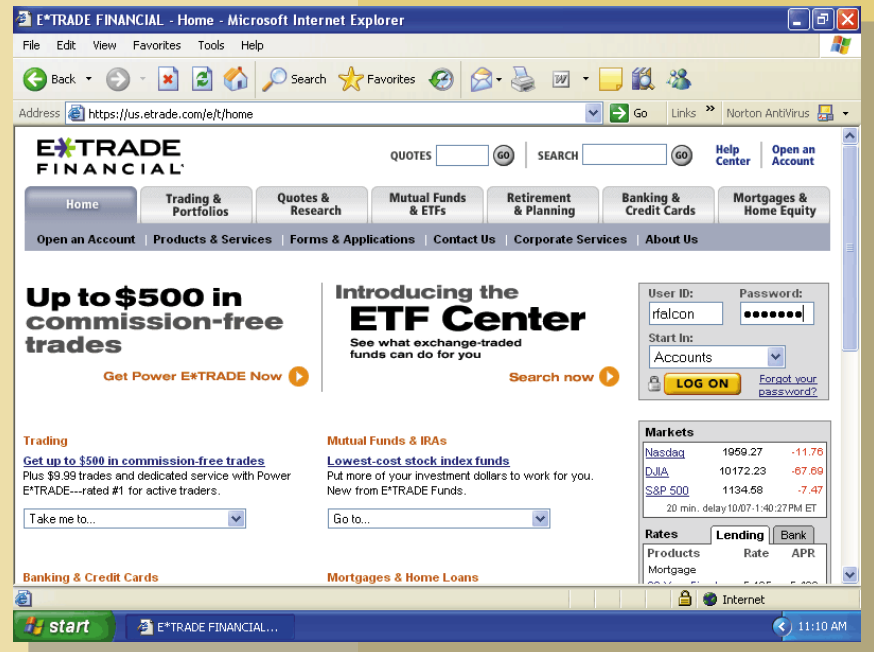 E*TRADE FINANCIAL - Home - Microsoft Internet Explorer
File Edit View Favorites Tools Help
Back Search Favorites
Address https://us.etrade.com/e/t/home Go Links » Norton AntiVirus
E*TRADE
FINANCIAL
QUOTES GO SEARCH GO Help Center Open an Account
Home Trading & Portfolios Quotes & Research Mutual Funds & ETFs Retirement & Planning Banking & Credit Cards Mortgages & Home Equity
Open an Account | Products & Services | Forms & Applications | Contact Us | Corporate Services | About Us
Up to $500 in
commission-free
trades
Get Power E*TRADE Now
Introducing the
ETF Center
See what exchange-traded
funds can do for you
Search now
User ID: Password:
rfalcon •••••••
Start In:
Accounts
LOG ON Forgot your
password?
Trading
Get up to $500 in commission-free trades
Plus $9.99 trades and dedicated service with Power
E*TRADE---rated #1 for active traders.
Take me to...
Mutual Funds & IRAs
Lowest-cost stock index funds
Put more of your investment dollars to work for you.
New from E*TRADE Funds.
Go to...
Markets
Nasdaq 1959.27 -11.76
DJIA 10172.23 -67.69
S&P 500 1134.58 -7.47
20 min. delay 10/07-1:40:27PM ET
Rates Lending Bank
Products Rate APR
Mortgage
Banking & Credit Cards
Mortgages & Home Loans
Internet
start E*TRADE FINANCIAL... 11:10 AM